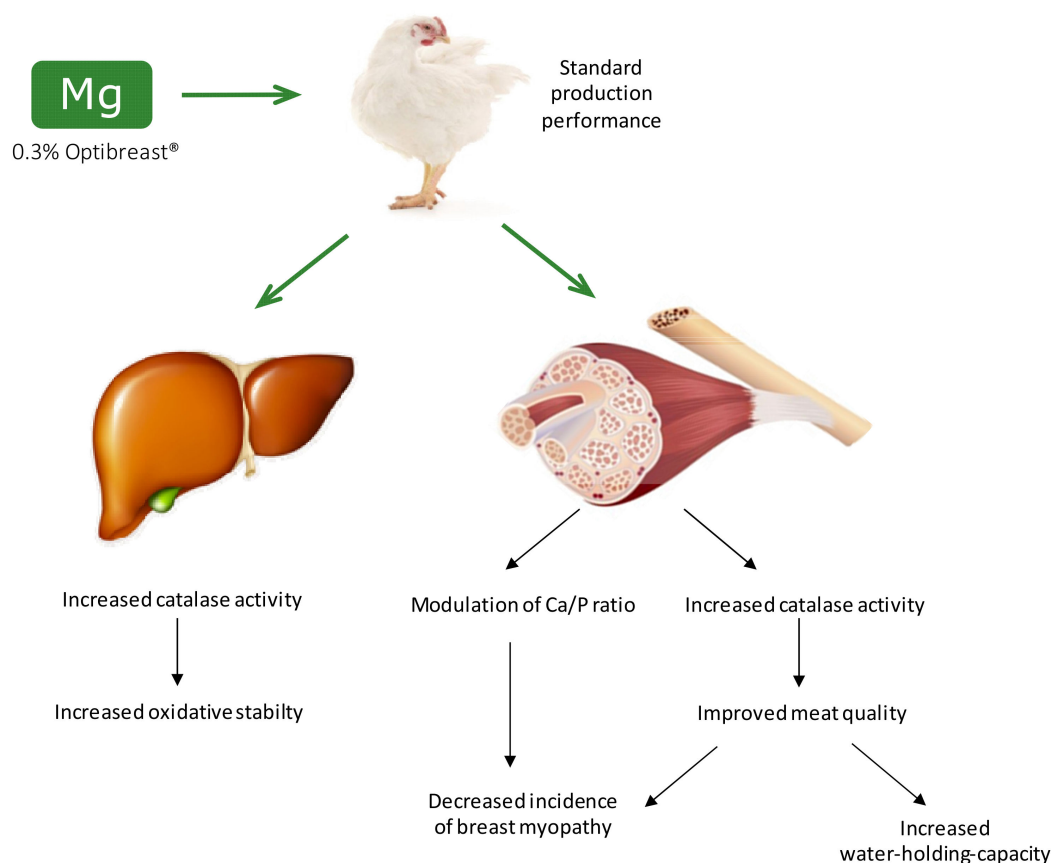 Mg
0.3% Optibreast®
Standard
production
performance
Increased catalase activity
Increased oxidative stabilty
Modulation of Ca/P ratio
Increased catalase activity
Improved meat quality
Decreased incidence
of breast myopathy
Increased
water-holding-capacity